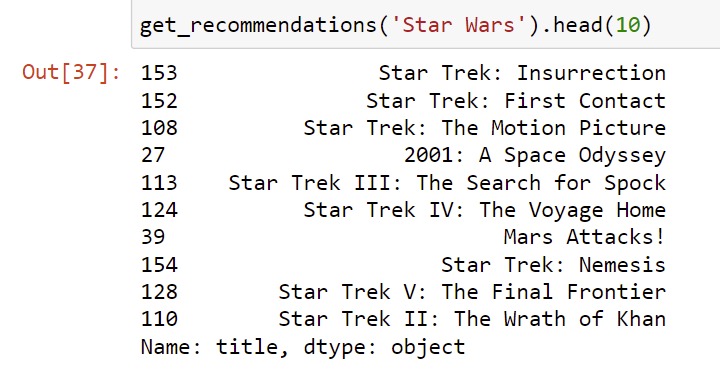 get_recommendations('Star Wars').head(10)
Out[37]: 153 Star Trek: Insurrection
152 Star Trek: First Contact
108 Star Trek: The Motion Picture
27 2001: A Space Odyssey
113 Star Trek III: The Search for Spock
124 Star Trek IV: The Voyage Home
39 Mars Attacks!
154 Star Trek: Nemesis
128 Star Trek V: The Final Frontier
110 Star Trek II: The Wrath of Khan
Name: title, dtype: object